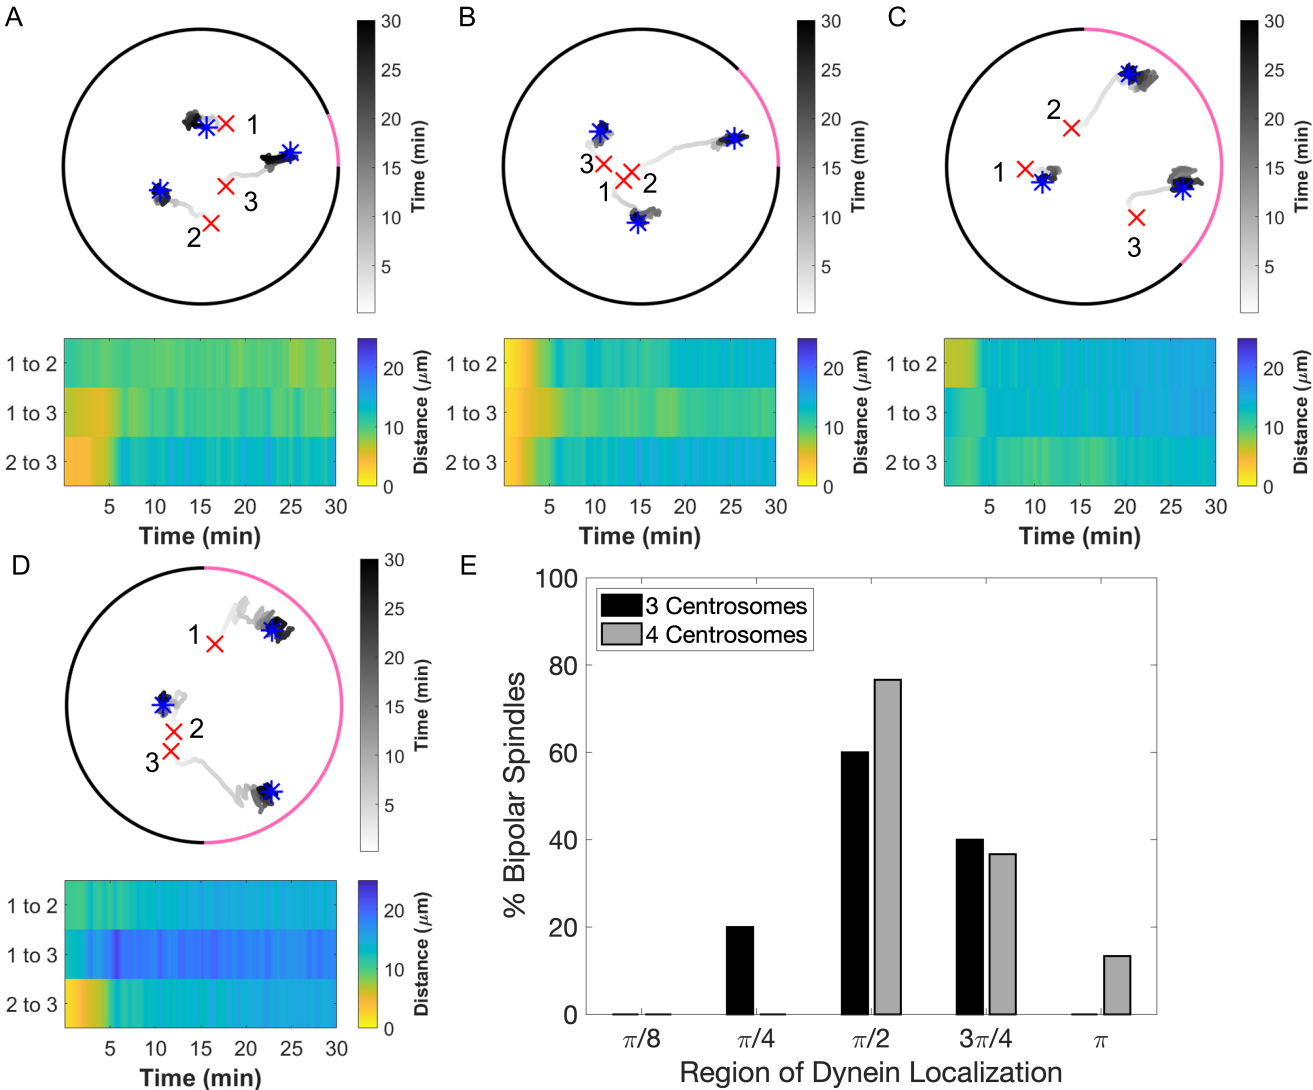 A
1
3
2
30
25
20
15
10
5
Time (min)
1 to 2
1 to 3
2 to 3
5 10 15 20 25 30
Time (min)
20
10
0
Distance (μm)
B
3
1
2
30
25
20
15
10
5
Time (min)
1 to 2
1 to 3
2 to 3
5 10 15 20 25 30
Time (min)
20
10
0
Distance (μm)
C
2
1
3
30
25
20
15
10
5
Time (min)
1 to 2
1 to 3
2 to 3
5 10 15 20 25 30
Time (min)
20
10
0
Distance (μm)
D
1
2
3
30
25
20
15
10
5
Time (min)
1 to 2
1 to 3
2 to 3
5 10 15 20 25 30
Time (min)
20
10
0
Distance (μm)
E
100
80
60
40
20
0
% Bipolar Spindles
3 Centrosomes
4 Centrosomes
π/8 π/4 π/2 3π/4 π
Region of Dynein Localization